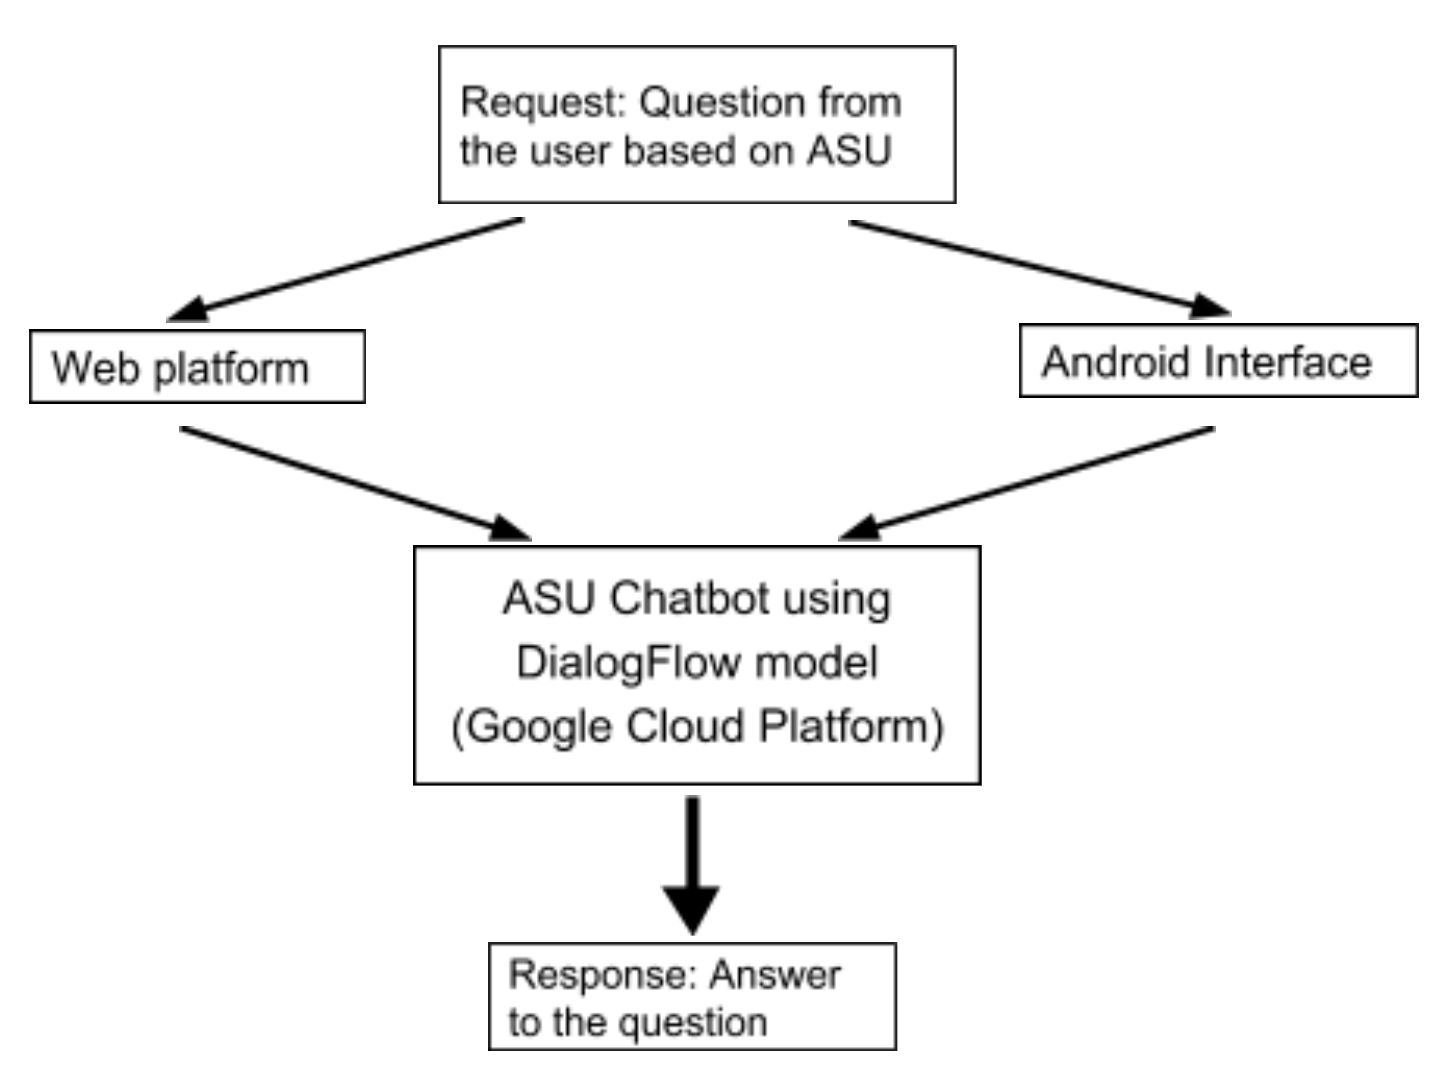 Request: Question from
the user based on ASU
Web platform
Android Interface
ASU Chatbot using
DialogFlow model
(Google Cloud Platform)
Response: Answer
to the question